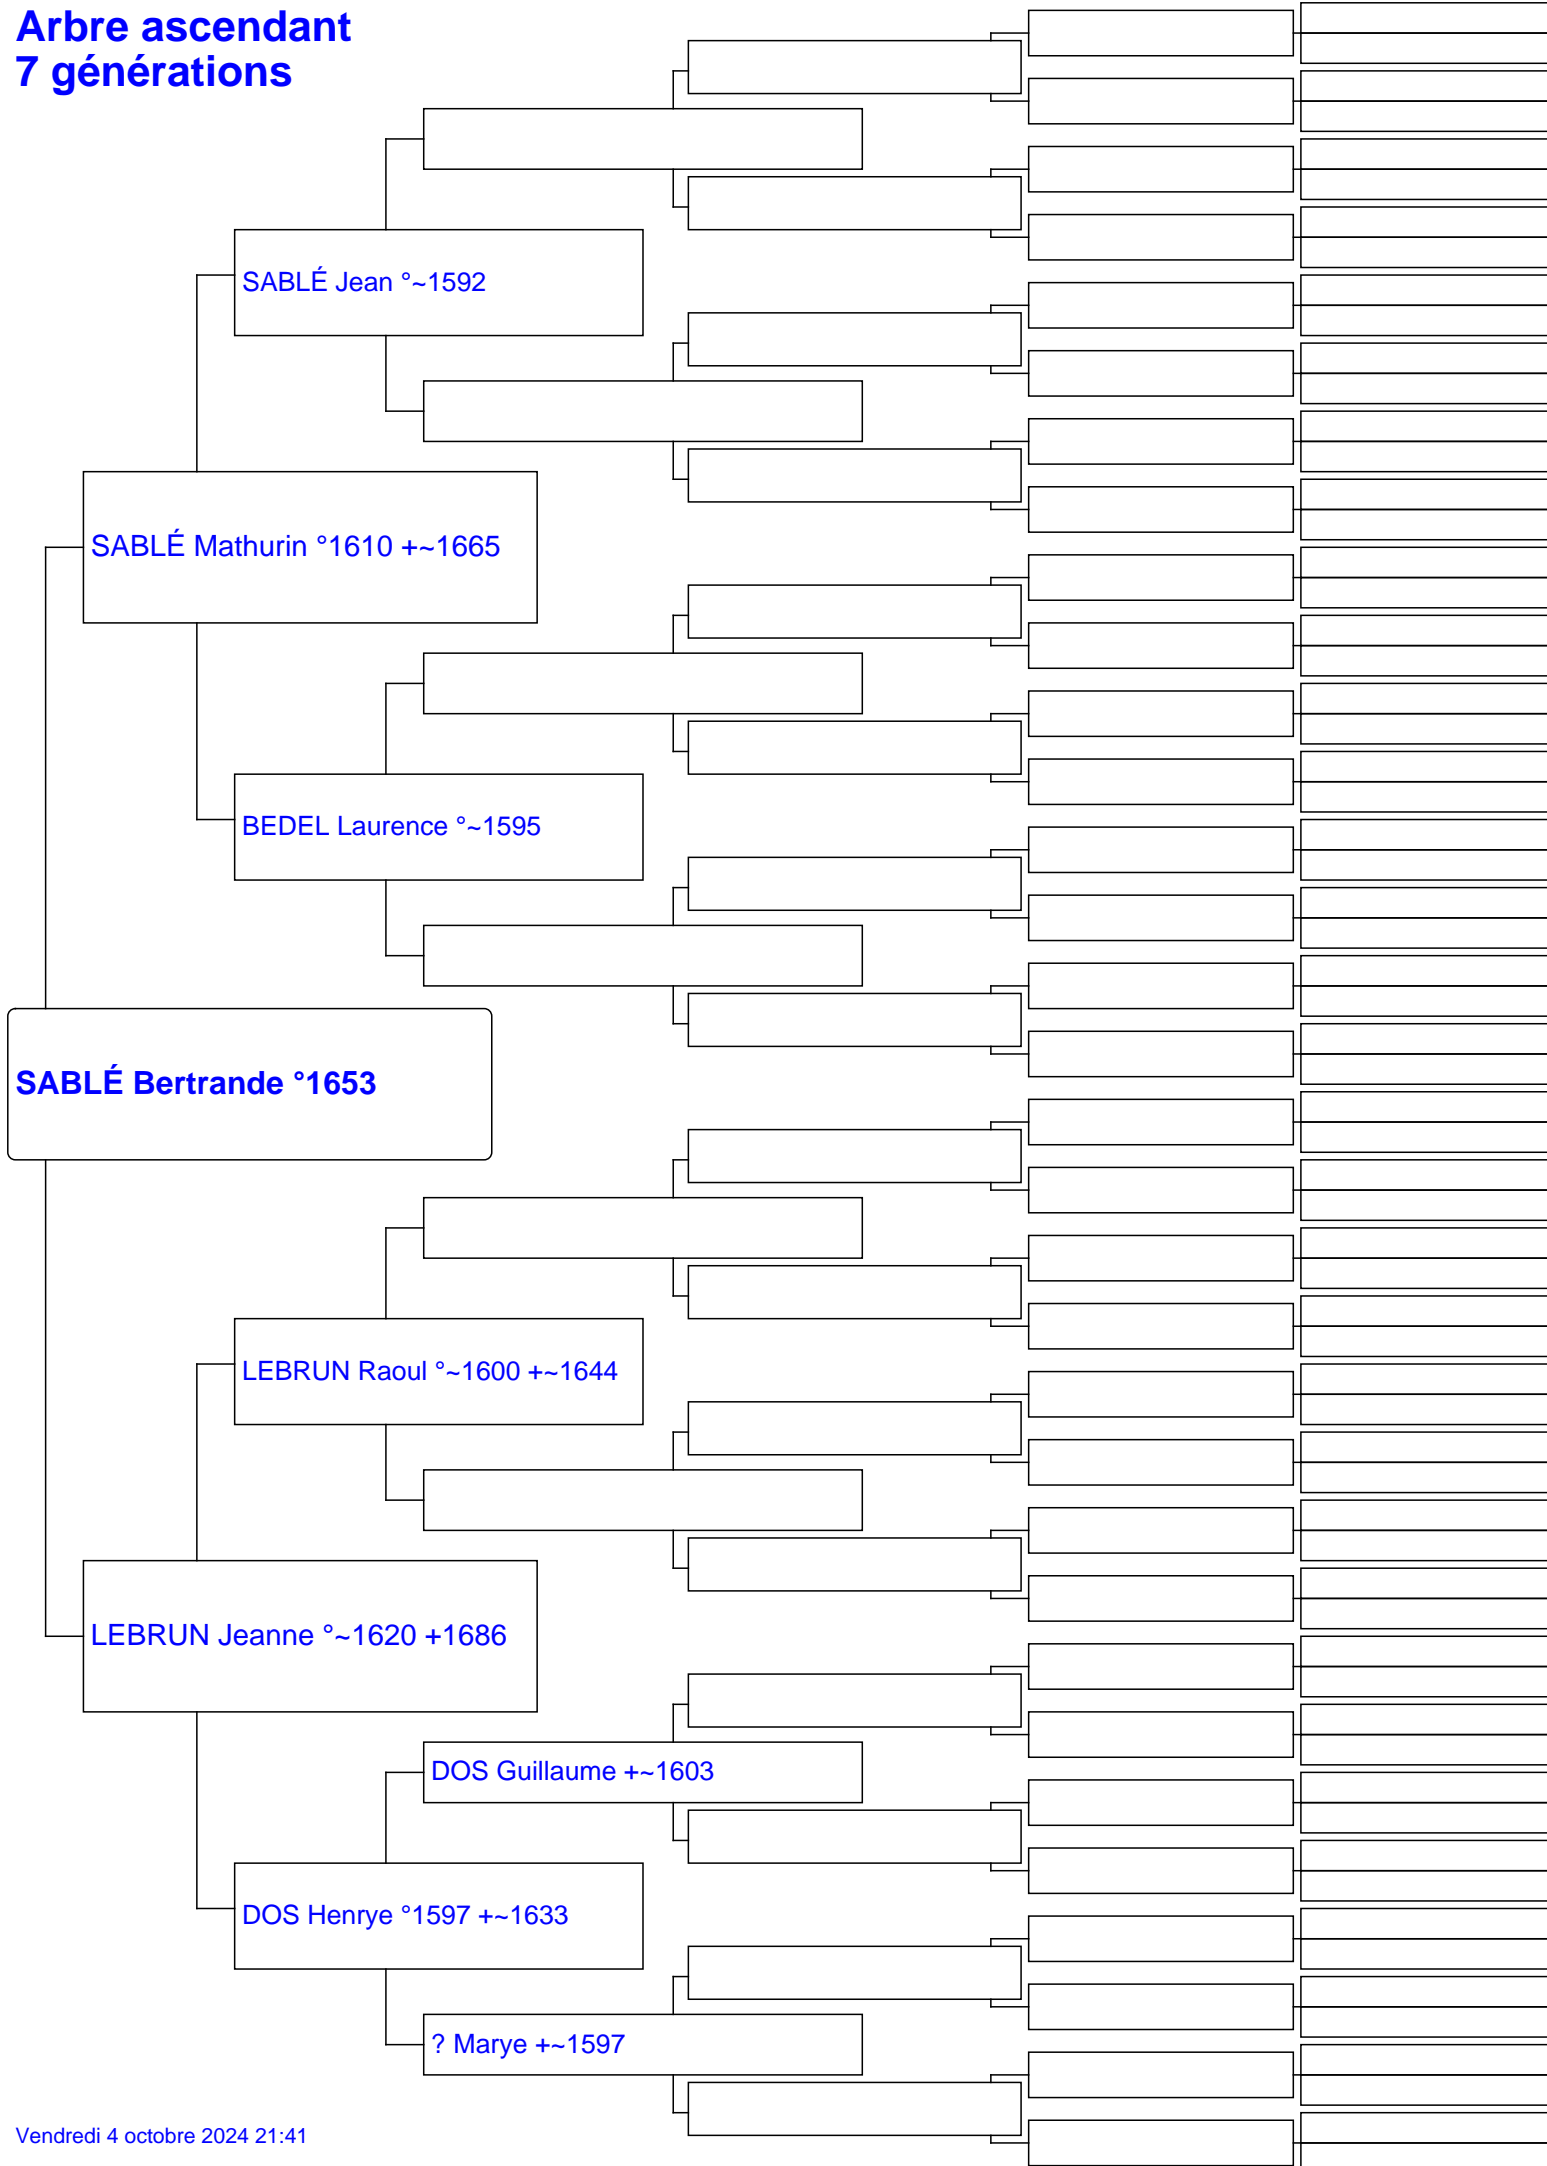 Arbre ascendant
7 générations
SABLÉ Jean °~1592
SABLÉ Mathurin °1610 +~1665
BEDEL Laurence °~1595
SABLÉ Bertrande °1653
LEBRUN Raoul °~1600 +~1644
LEBRUN Jeanne °~1620 +1686
DOS Guillaume +~1603
DOS Henrye °1597 +~1633
? Marye +~1597
Vendredi 4 octobre 2024 21:41